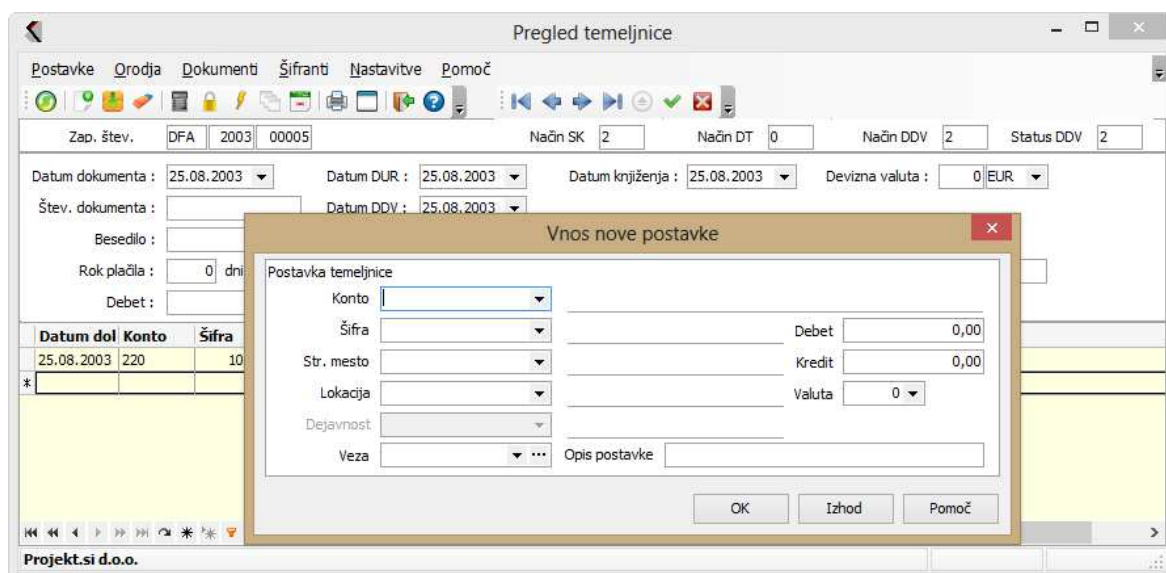 Pregled temeljnice
Postavke Orodja Dokumenti Šifranti Nastavitve Pomoč
Zap. štev. DFA 2003 00005 Način SK 2 Način DT 0 Način DDV 2 Status DDV 2
Datum dokumenta : 25.08.2003 Datum DUR : 25.08.2003 Datum knjiženja : 25.08.2003 Devizna valuta : 0 EUR
Štev. dokumenta : Datum DDV : 25.08.2003
Besedilo :
Rok plačila : 0 dni
Debet :
Datum dol Konto Šifra
25.08.2003 220 10
Vnos nove postavke
Postavka temeljnice
Konto
Šifra Debet 0,00
Str. mesto Kredit 0,00
Lokacija Valuta 0
Dejavnost
Veza ... Opis postavke
OK Izhod Pomoč
Projekt.si d.o.o.